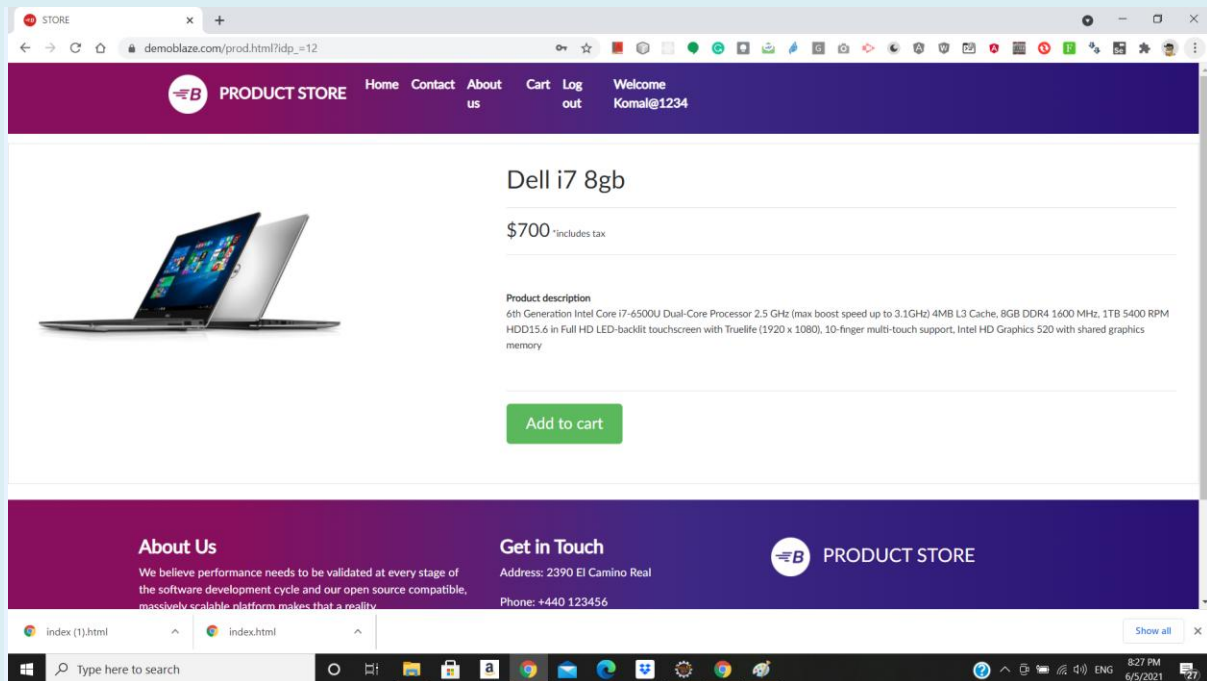 STORE
demoblaze.com/prod.html?idp_=12
B PRODUCT STORE Home Contact About us Cart Log out Welcome Komal@1234
Dell i7 8gb
$700 *includes tax
Product description
6th Generation Intel Core i7-6500U Dual-Core Processor 2.5 GHz (max boost speed up to 3.1GHz) 4MB L3 Cache, 8GB DDR4 1600 MHz, 1TB 5400 RPM
HDD15.6 in Full HD LED-backlit touchscreen with Truelife (1920 x 1080), 10-finger multi-touch support, Intel HD Graphics 520 with shared graphics
memory
Add to cart
About Us
We believe performance needs to be validated at every stage of
the software development cycle and our open source compatible,
massively scalable platform makes that a reality
Get in Touch
Address: 2390 El Camino Real
Phone: +440 123456
B PRODUCT STORE
index (1).html
index.html
Show all
Type here to search
a
ENG
8:27 PM
6/5/2021
27